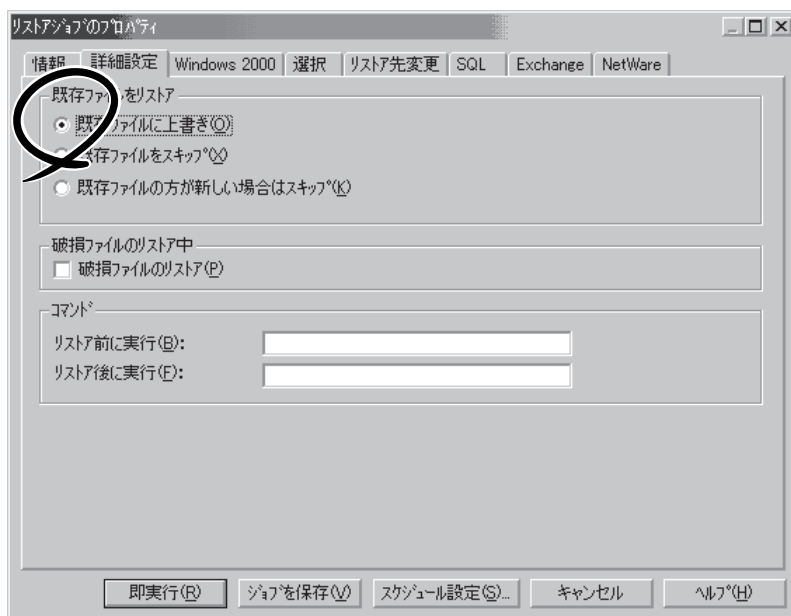 リストアジョブのプロパティ
情報 詳細設定 Windows 2000 選択 リストア先変更 SQL Exchange NetWare
既存ファイルをリストア
既存ファイルに上書き(O)
既存ファイルをスキップ(X)
既存ファイルの方が新しい場合はスキップ(K)
破損ファイルのリストア中
破損ファイルのリストア(P)
コマンド
リストア前に実行(B):
リストア後に実行(F):
即実行(R) ジョブを保存(V) スケジュール設定(S)... キャンセル ヘルプ(H)